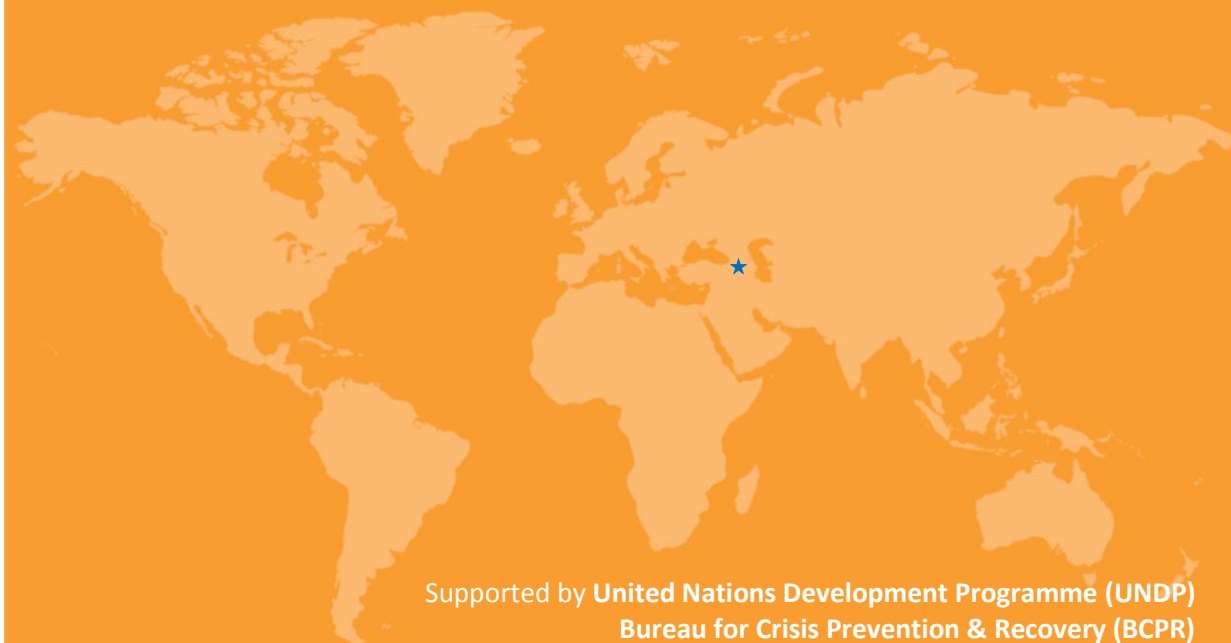 Supported by United Nations Development Programme (UNDP)
Bureau for Crisis Prevention & Recovery (BCPR)